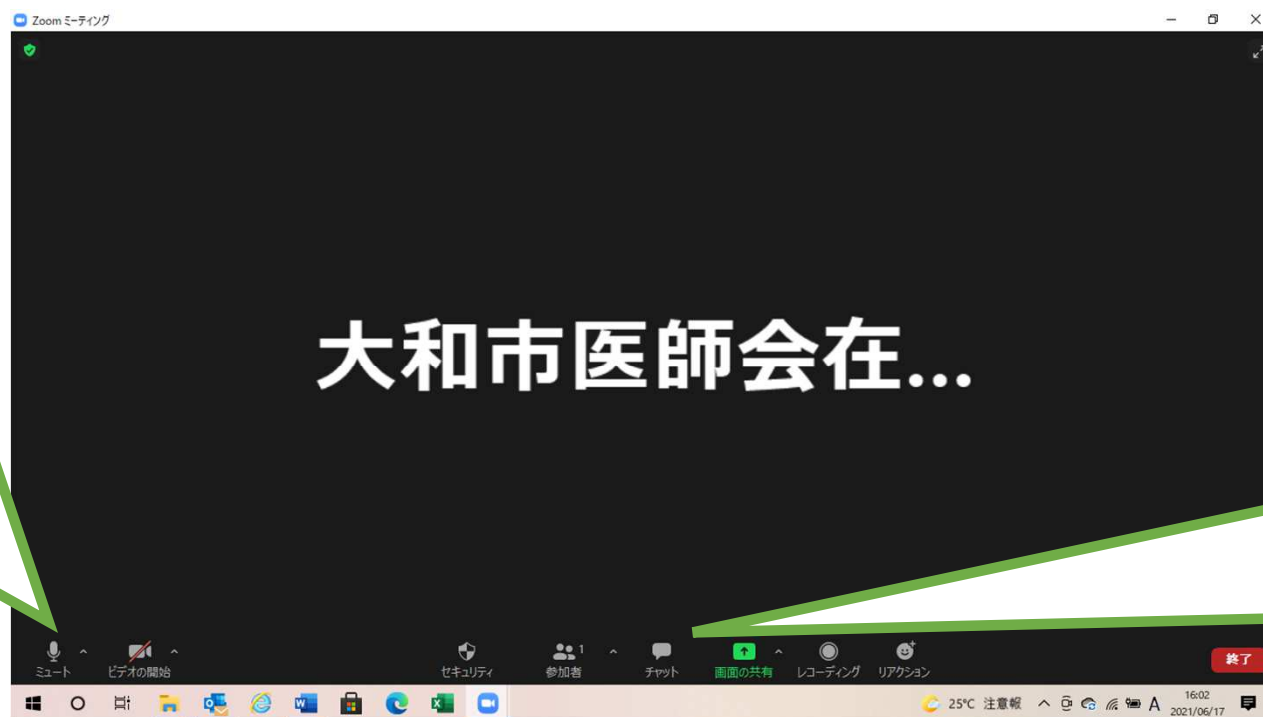 Zoom ミーティング
大和市医師会在...
ミュート
ビデオの開始
セキュリティ
1
参加者
チャット
画面の共有
レコーディング
リアクション
終了
25℃ 注意報
A
16:02
2021/06/17